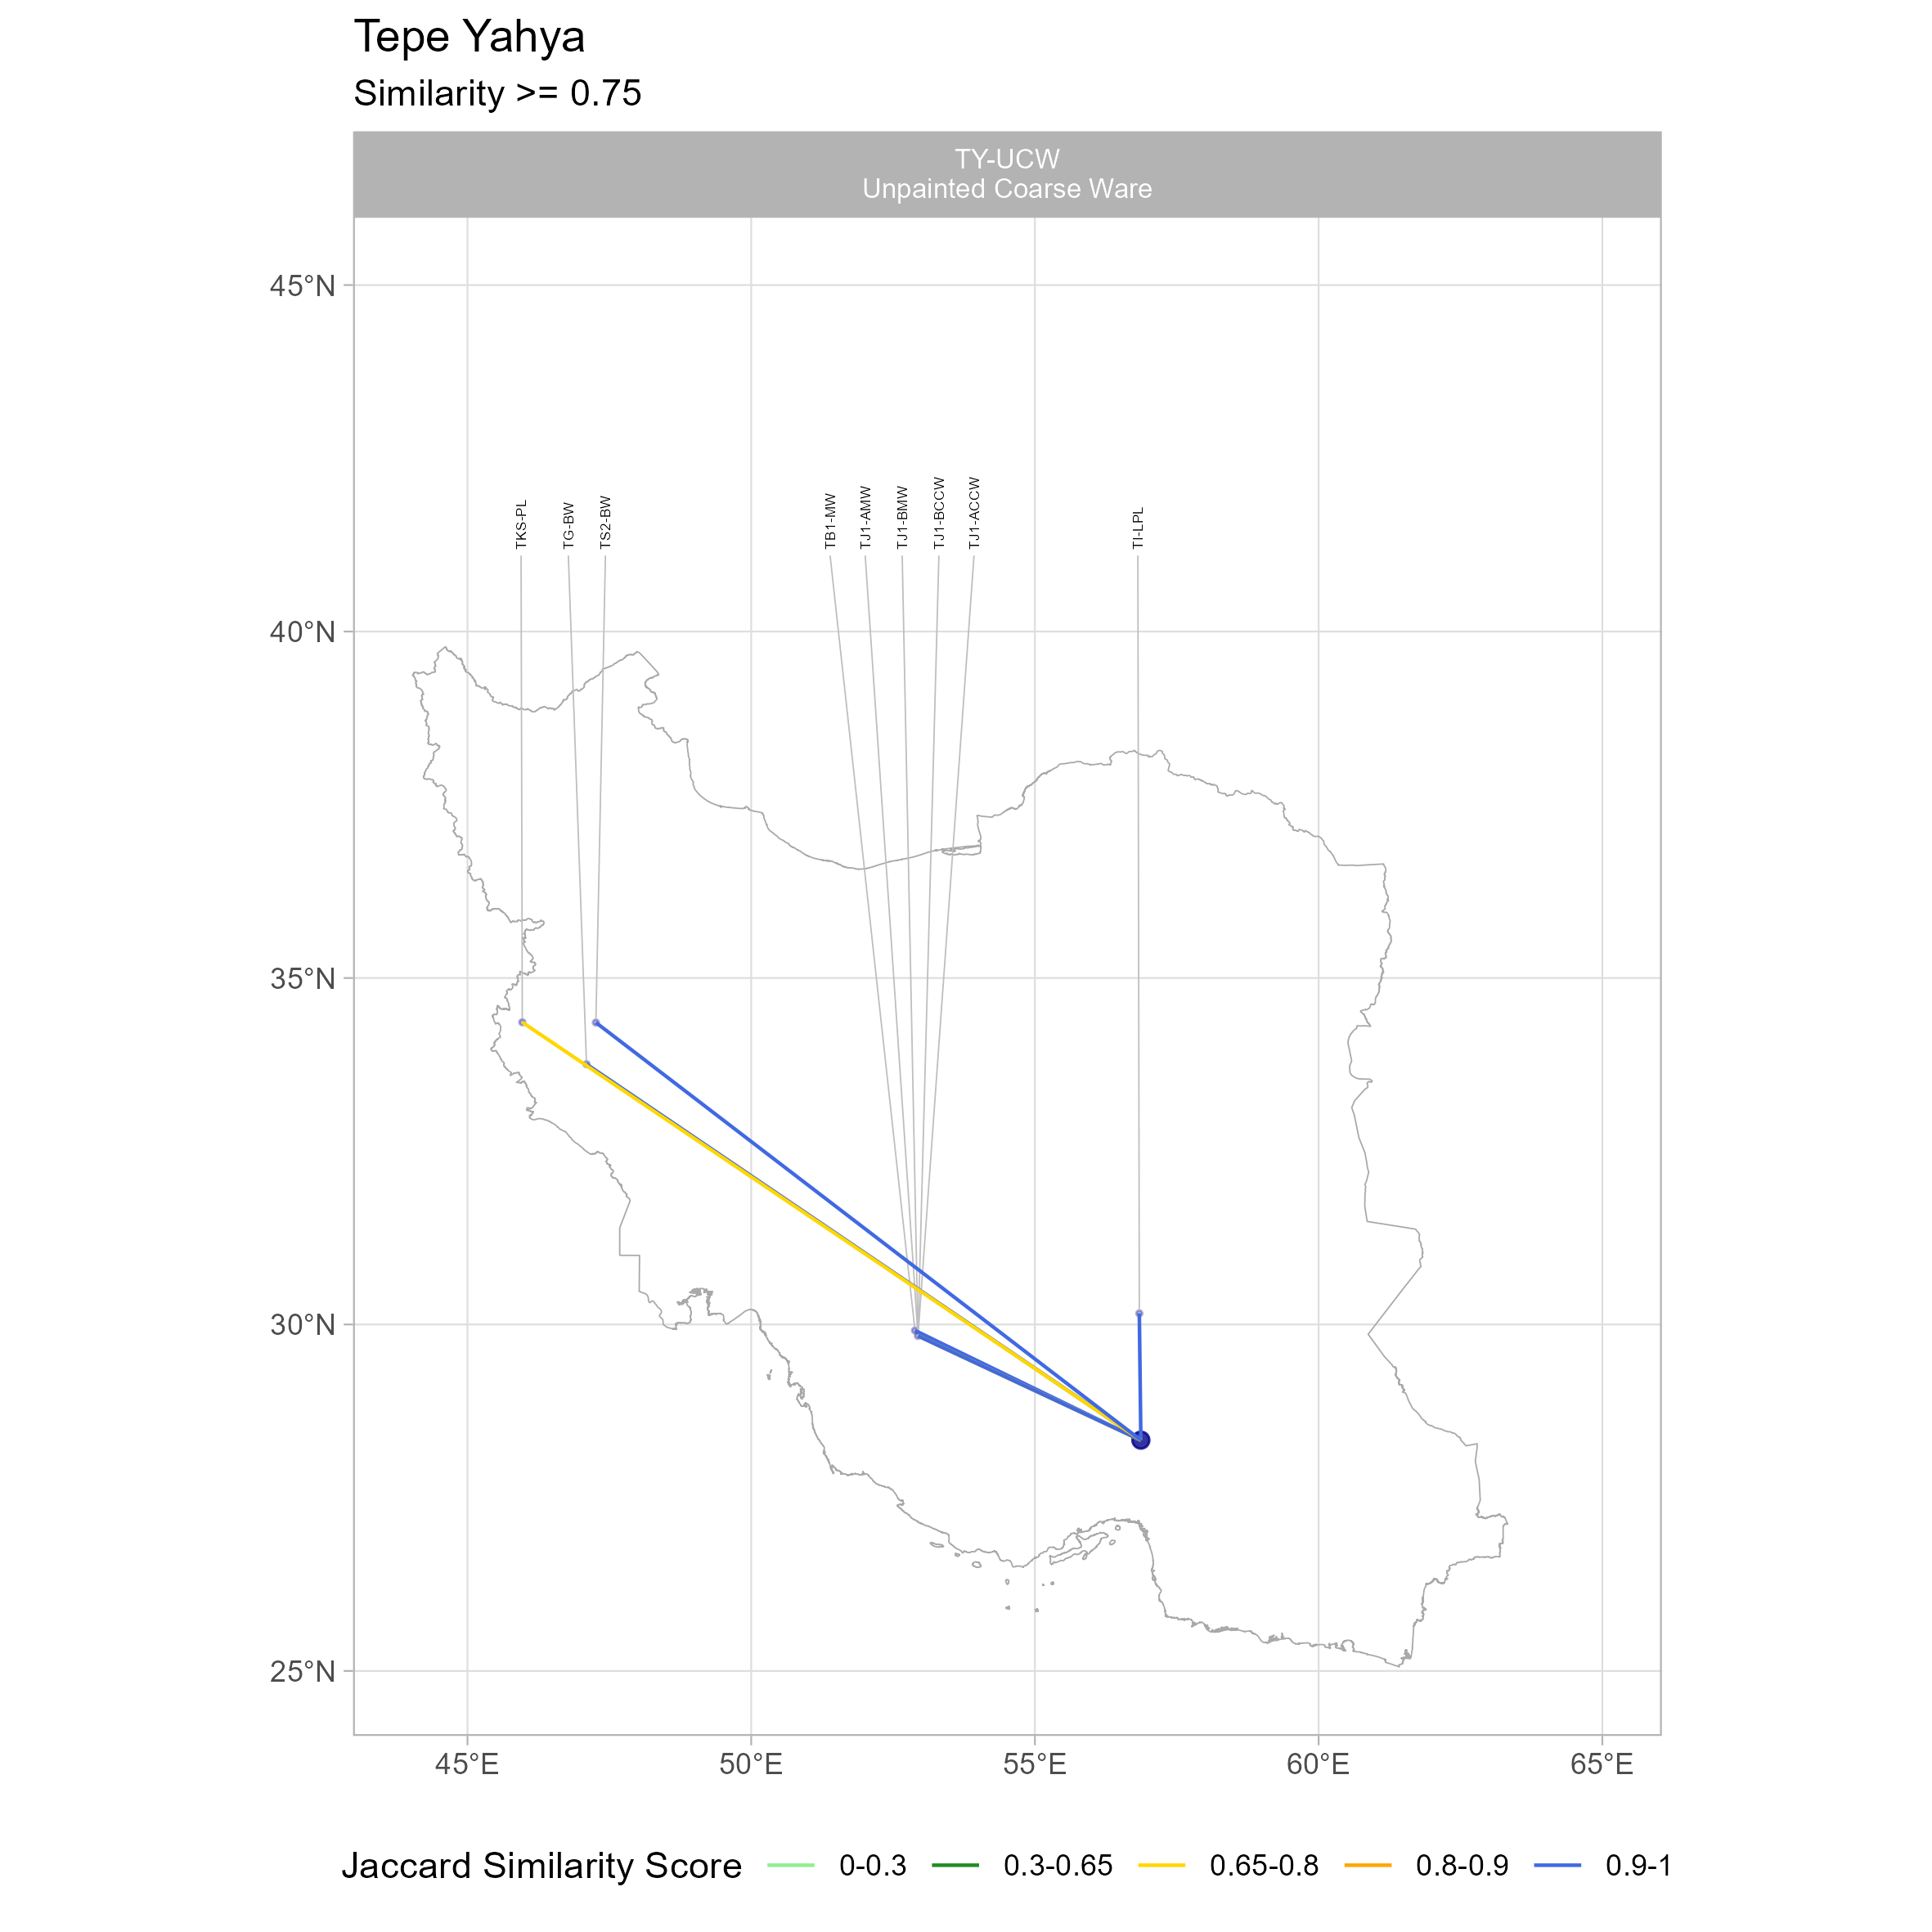 Tepe Yahya
Similarity >= 0.75
TY-UCW
Unpainted Coarse Ware
45°N
40°N
35°N
30°N
25°N
TKS-PL
TG-BW
TS2-BW
TB1-MW
TJ1-AMW
TJ1-BMW
TJ1-BCCW
TJ1-ACCW
TI-LPL
45°E 50°E 55°E 60°E 65°E
Jaccard Similarity Score 0-0.3 0.3-0.65 0.65-0.8 0.8-0.9 0.9-1